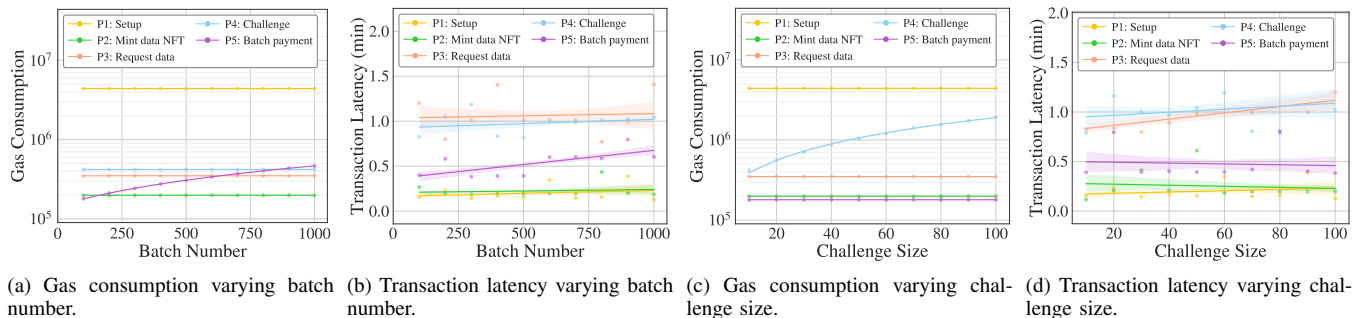 Gas Consumption
10^7
10^6
10^5
P1: Setup
P2: Mint data NFT
P3: Request data
P4: Challenge
P5: Batch payment
0 250 500 750 1000
Batch Number
Transaction Latency (min)
2.0
1.5
1.0
0.5
0.0
P1: Setup
P2: Mint data NFT
P3: Request data
P4: Challenge
P5: Batch payment
0 250 500 750 1000
Batch Number
Gas Consumption
10^7
10^6
10^5
P1: Setup
P2: Mint data NFT
P3: Request data
P4: Challenge
P5: Batch payment
20 40 60 80 100
Challenge Size
Transaction Latency (min)
2.0
1.5
1.0
0.5
0.0
P1: Setup
P2: Mint data NFT
P3: Request data
P4: Challenge
P5: Batch payment
20 40 60 80 100
Challenge Size
(a) Gas consumption varying batch
number.
(b) Transaction latency varying batch
number.
(c) Gas consumption varying chal-
lenge size.
(d) Transaction latency varying chal-
lenge size.